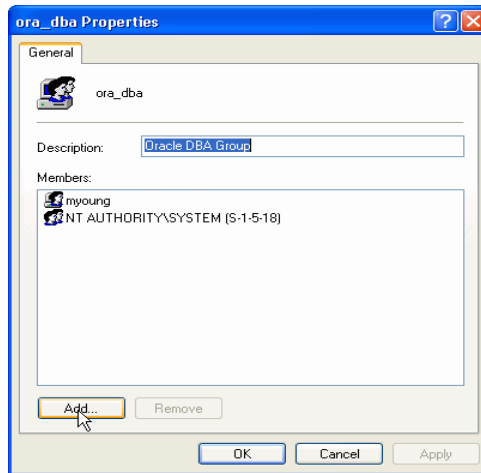 ora_dba Properties
General
ora_dba
Description: Oracle DBA Group
Members:
myoung
NT AUTHORITY\SYSTEM (S-1-5-18)
Add... Remove
OK Cancel Apply